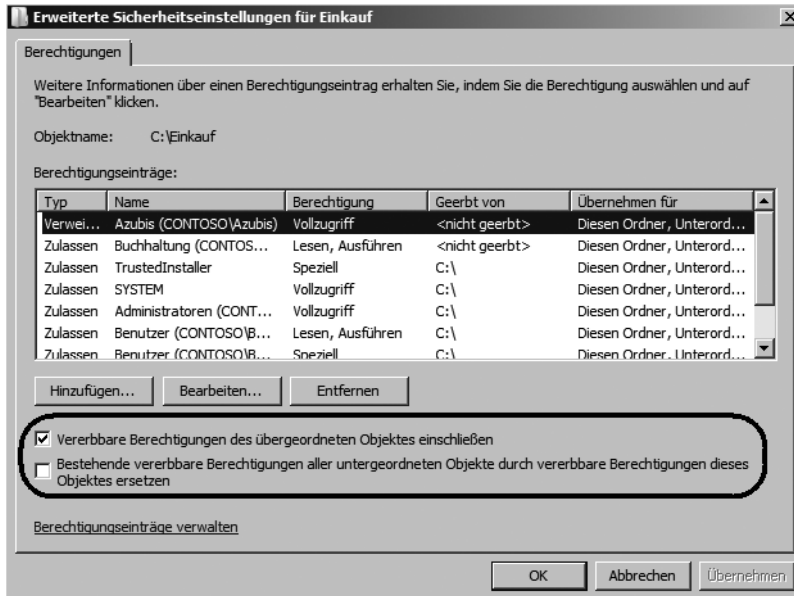 Erweiterte Sicherheitseinstellungen für Einkauf
Berechtigungen
Weitere Informationen über einen Berechtigungseintrag erhalten Sie, indem Sie die Berechtigung auswählen und auf
"Bearbeiten" klicken.
Objektname: C:\Einkauf
Berechtigungseinträge:
Typ Name Berechtigung Geerbt von Übernehmen für
Verwei... Azubis (CONTOSO\Azubis) Vollzugriff <nicht geerbt> Diesen Ordner, Unterord...
Zulassen Buchhaltung (CONTOS... Lesen, Ausführen <nicht geerbt> Diesen Ordner, Unterord...
Zulassen TrustedInstaller Speziell C:\ Diesen Ordner, Unterord...
Zulassen SYSTEM Vollzugriff C:\ Diesen Ordner, Unterord...
Zulassen Administratoren (CONT... Vollzugriff C:\ Diesen Ordner, Unterord...
Zulassen Benutzer (CONTOSO\B... Lesen, Ausführen C:\ Diesen Ordner, Unterord...
Zulassen Benutzer (CONTOSO\B... Speziell C:\ Diesen Ordner, Unterord...
Hinzufügen... Bearbeiten... Entfernen
Vererbbare Berechtigungen des übergeordneten Objektes einschließen
Bestehende vererbbare Berechtigungen aller untergeordneten Objekte durch vererbbare Berechtigungen dieses
Objektes ersetzen
Berechtigungseinträge verwalten
OK Abbrechen Übernehmen